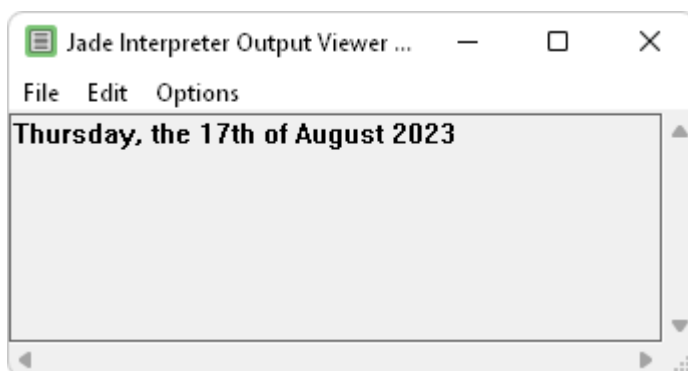 Jade Interpreter Output Viewer ...
File Edit Options
Thursday, the 17th of August 2023